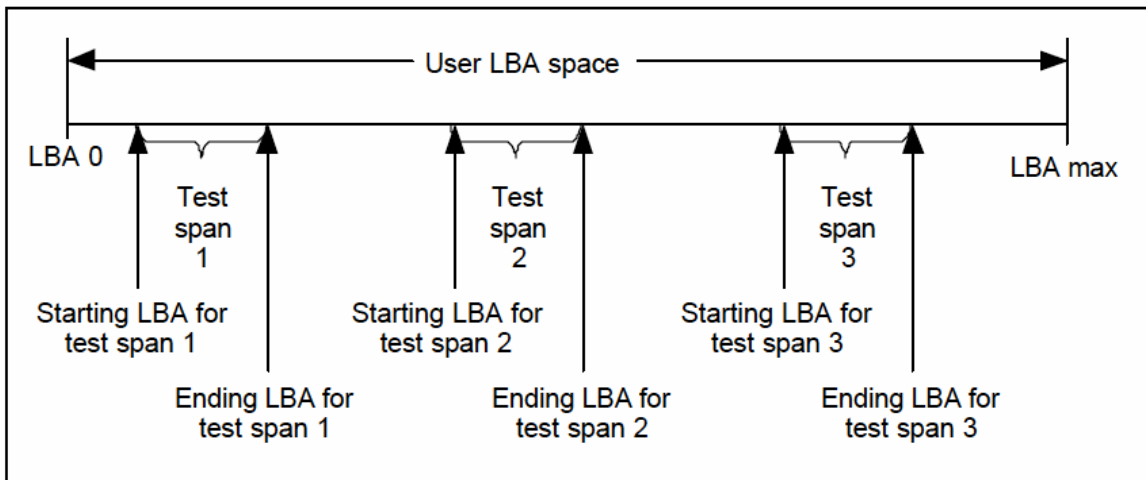 User LBA space
LBA 0
LBA max
Test
span
1
Test
span
2
Test
span
3
Starting LBA for
test span 1
Starting LBA for
test span 2
Starting LBA for
test span 3
Ending LBA for
test span 1
Ending LBA for
test span 2
Ending LBA for
test span 3